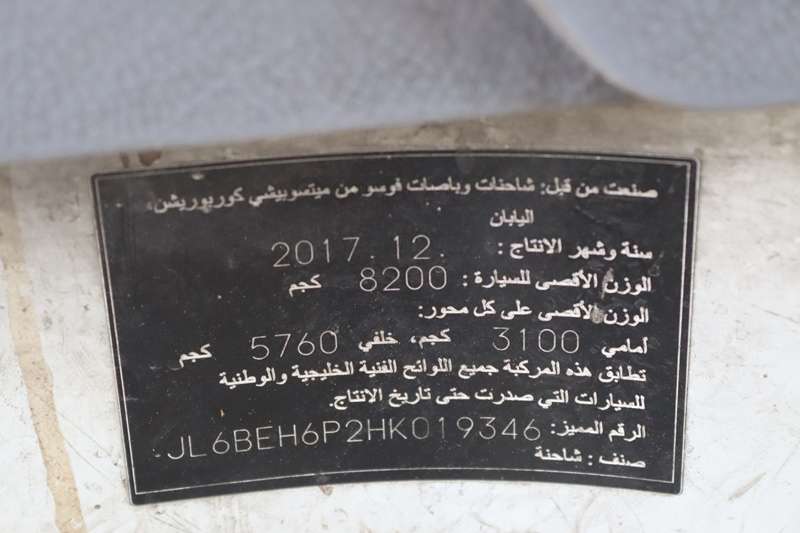 صنعت من قبل: شاحنات وباصات فوسو من ميتسوبيشي كوربوريشن،
اليابان
سنة وشهر الانتاج : 2017.12.
الوزن الأقصى للسيارة : 8200 كجم
الوزن الأقصى على كل محور:
أمامي 3100 كجم، خلفي 5760 كجم
تطابق هذه المركبة جميع اللوائح الفنية الخليجية والوطنية
للسيارات التي صدرت حتى تاريخ الانتاج.
الرقم المميز: JL6BEH6P2HK019346
صنف : شاحنة